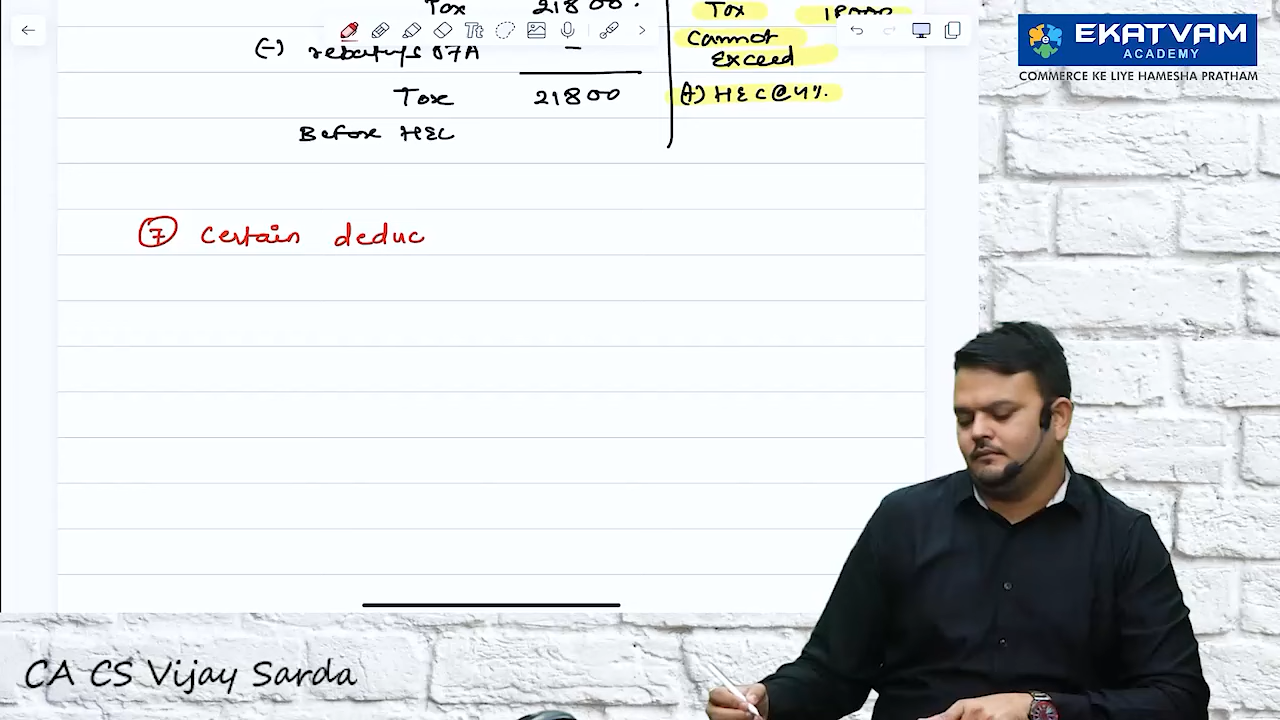 Tax 21800.
(-) rebate u/s 87A -
Tax 21800
Before HEC
Tax
Cannot
Exceed
(+) HEC@4%.
⑦ Certain deduc
EKATVAM
ACADEMY
COMMERCE KE LIYE HAMESHA PRATHAM
CA CS Vijay Sarda